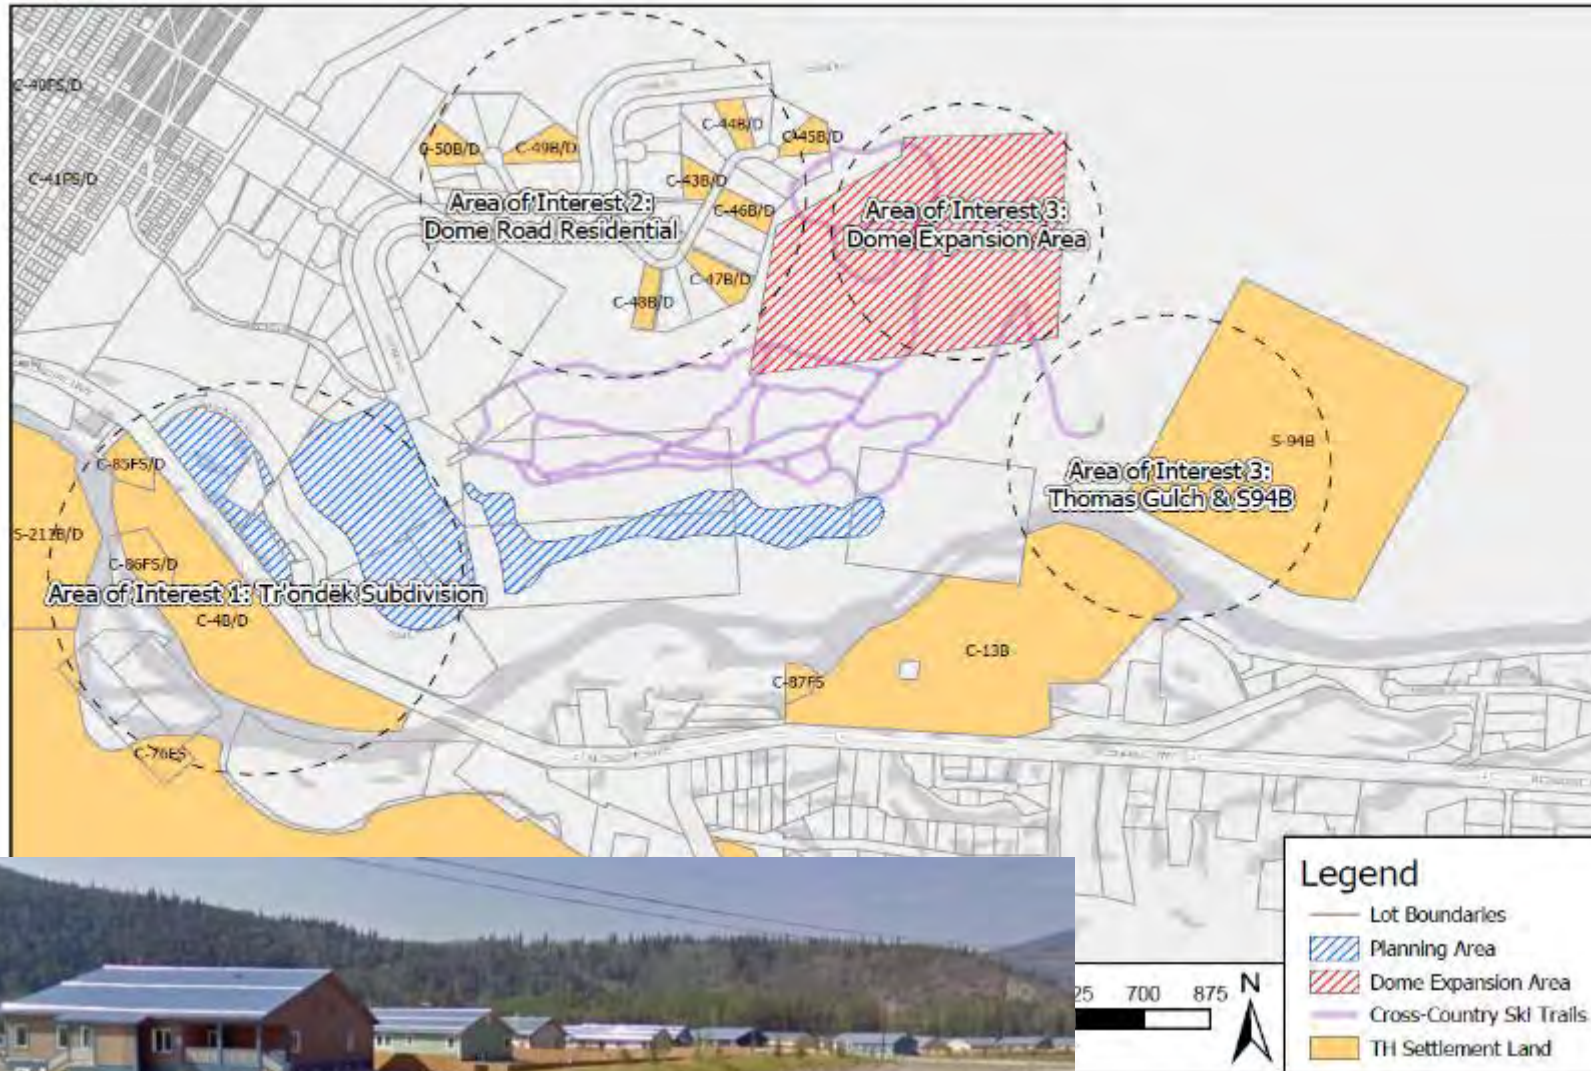 C-40FS/D
C-41FS/D
C-50B/D
C-49B/D
C-44B/D
C-45B/D
C-43B/D
C-46B/D
C-47B/D
C-48B/D
Area of Interest 2:
Dome Road Residential
Area of Interest 3:
Dome Expansion Area
S-94B
Area of Interest 3:
Thomas Gulch & S94B
C-85FS/D
S-211B/D
C-86FS/D
Area of Interest 1: Tr'ondëk Subdivision
C-4B/D
C-13B
C-87FS
C-76FS
Legend
Lot Boundaries
Planning Area
Dome Expansion Area
Cross-Country Ski Trails
TH Settlement Land
25 700 875 N